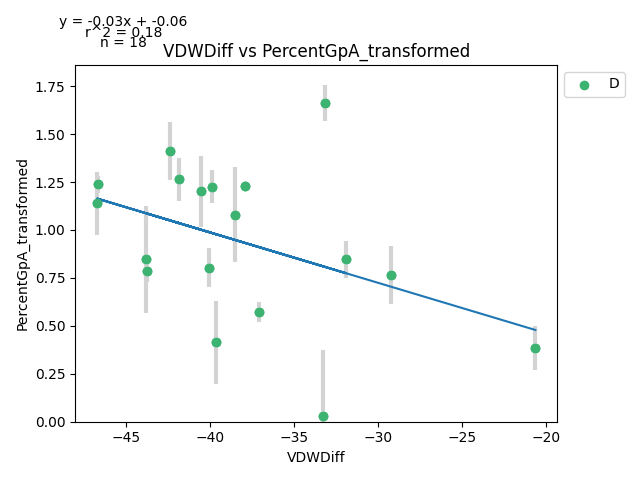 y = -0.03x + -0.06
r^2 = 0.18
n = 18
VDWDiff vs PercentGpA_transformed
D
PercentGpA_transformed
1.75
1.50
1.25
1.00
0.75
0.50
0.25
0.00
−45
−40
−35
−30
−25
−20
VDWDiff